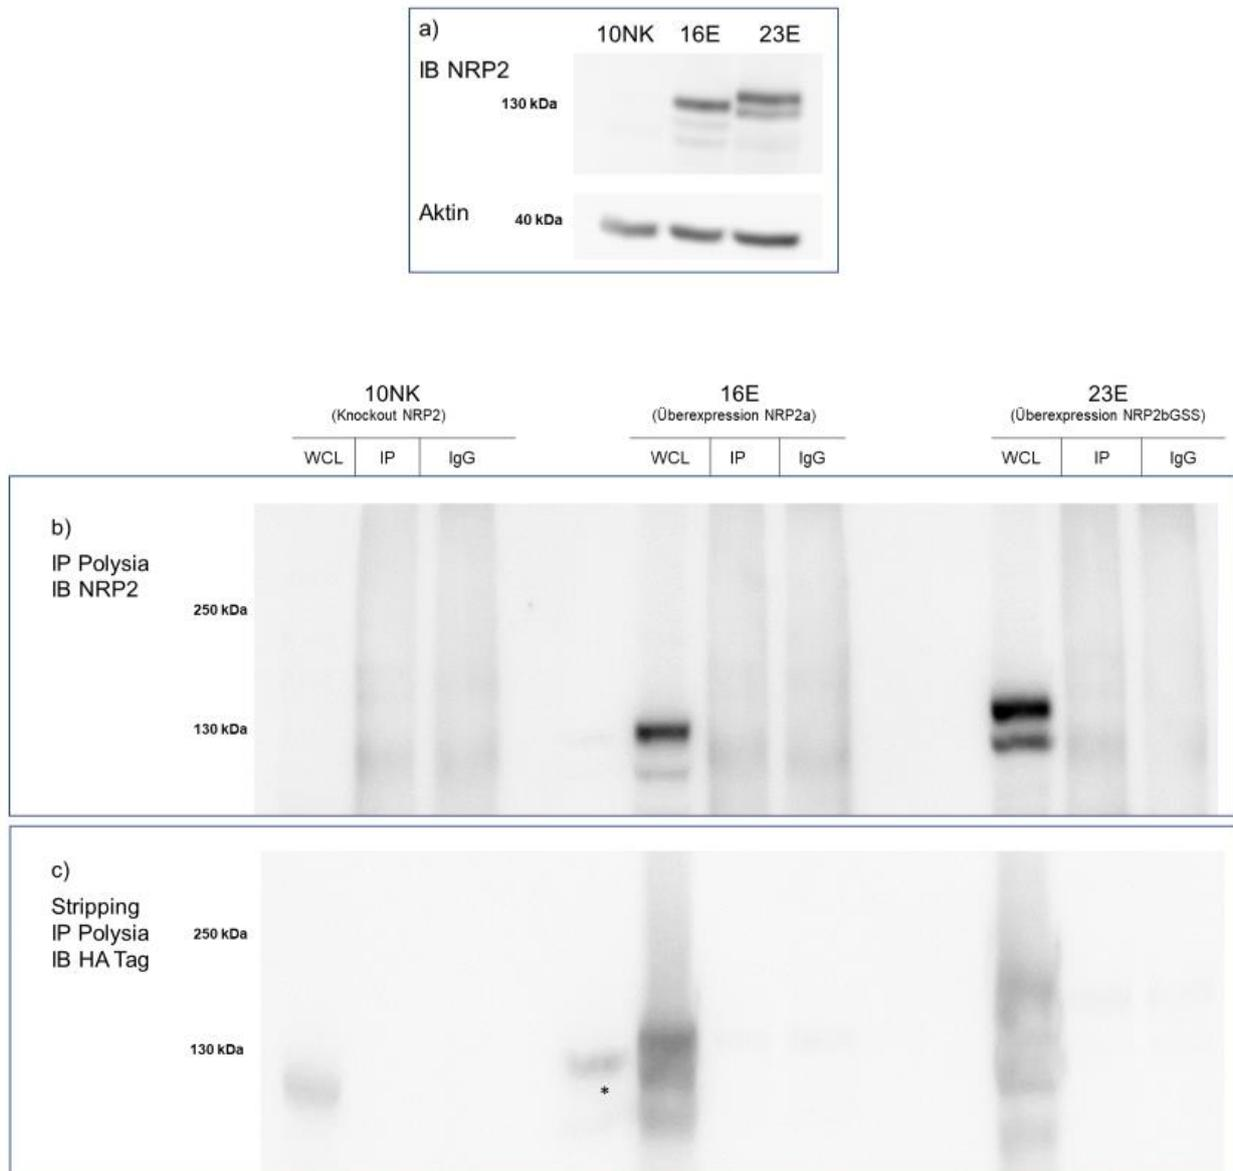 a)
10NK 16E 23E
IB NRP2
130 kDa
Aktin
40 kDa
10NK 16E 23E
(Knockout NRP2) (Überexpression NRP2a) (Überexpression NRP2bGSS)
WCL IP IgG WCL IP IgG WCL IP IgG
b)
IP Polysia
IB NRP2
250 kDa
130 kDa
c)
Stripping
IP Polysia
IB HA Tag
250 kDa
130 kDa
*